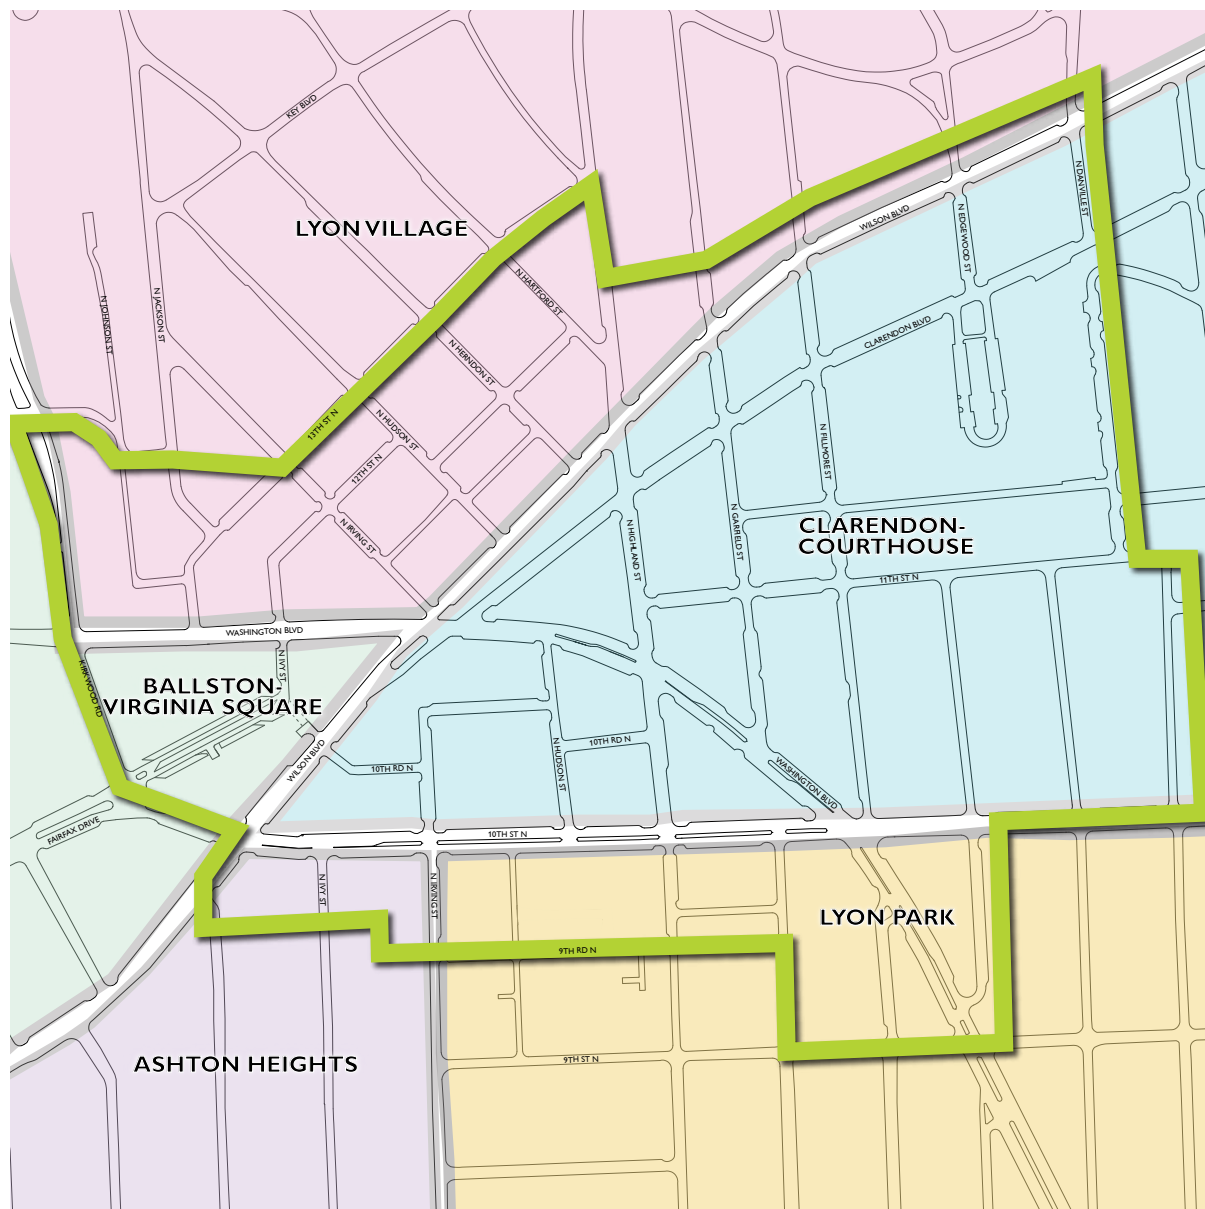 KEY BLVD
LYON VILLAGE
N DANVILLE ST
N EDGEWOOD ST
WILSON BLVD
N HARTFORD ST
N JACKSON ST
N JOHNSON ST
CLARENDON BLVD
N HERNDON ST
13TH ST N
N HUDSON ST
N FILLMORE ST
12TH ST N
N IRVING ST
N HIGHLAND ST
N GARFIELD ST
CLARENDON-
COURTHOUSE
11TH ST N
WASHINGTON BLVD
N IVY ST
KIRKWOOD RD
BALLSTON-
VIRGINIA SQUARE
WILSON BLVD
10TH RD N
N HUDSON ST
10TH RD N
WASHINGTON BLVD
FAIRFAX DRIVE
10TH ST N
N IVY ST
N IRVING ST
LYON PARK
9TH RD N
ASHTON HEIGHTS
9TH ST N